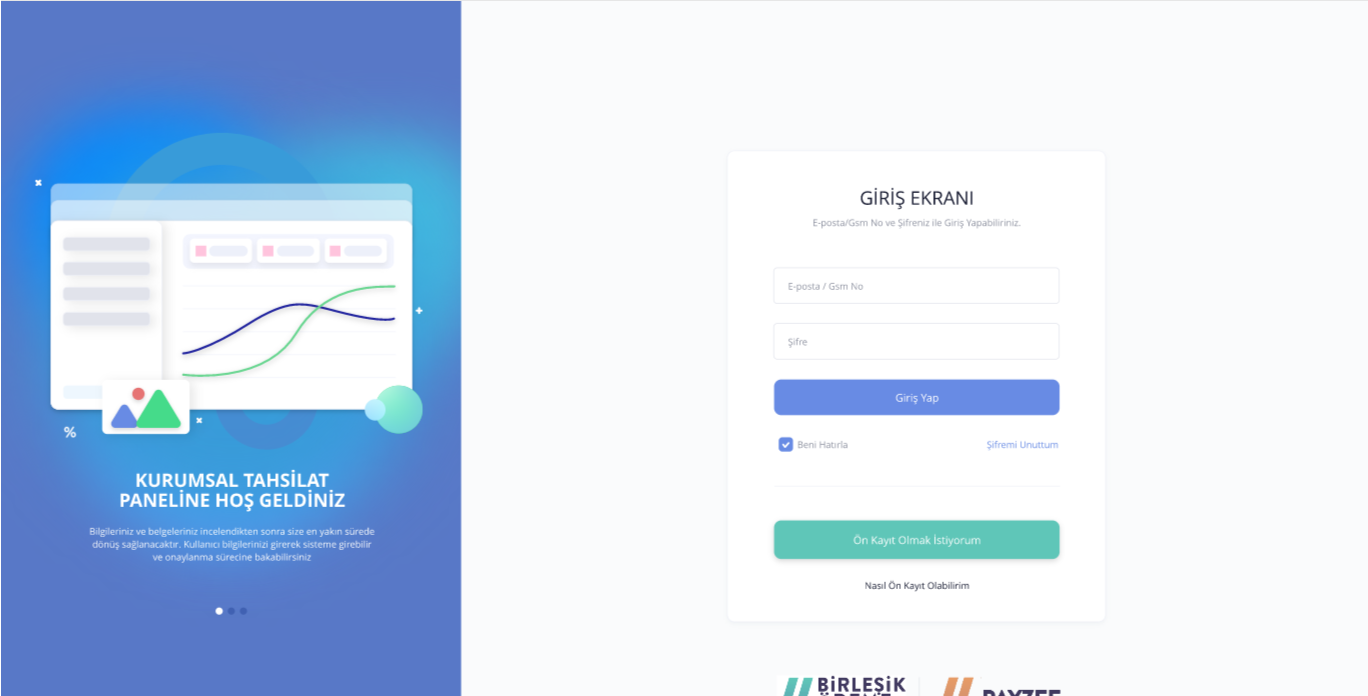 %
KURUMSAL TAHSİLAT
PANELİNE HOŞ GELDİNİZ
Bilgileriniz ve belgeleriniz incelendikten sonra size en yakın sürede
dönüş sağlanacaktır. Kullanıcı bilgilerinizi girerek sisteme girebilir
ve onaylanma sürecine bakabilirsiniz
GİRİŞ EKRANI
E-posta/Gsm No ve Şifreniz ile Giriş Yapabiliriniz.
E-posta / Gsm No
Şifre
Giriş Yap
Beni Hatırla
Şifremi Unuttum
Ön Kayıt Olmak İstiyorum
Nasıl Ön Kayıt Olabilirim
BİRLEŞİK
PAYZEE